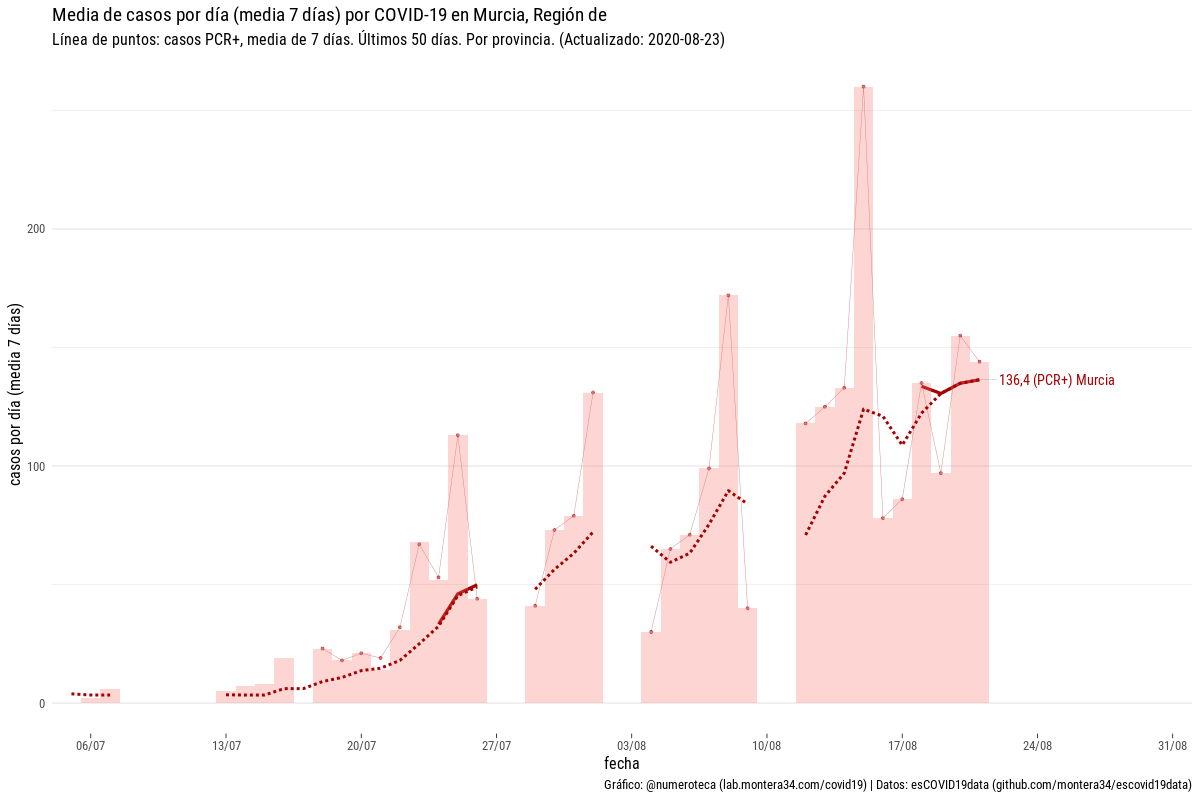 Media de casos por día (media 7 días) por COVID-19 en Murcia, Región de
Línea de puntos: casos PCR+, media de 7 días. Últimos 50 días. Por provincia. (Actualizado: 2020-08-23)
casos por día (media 7 días)
200
100
0
136,4 (PCR+) Murcia
06/07
13/07
20/07
27/07
03/08
10/08
17/08
24/08
31/08
fecha
Gráfico: @numeroteca (lab.montera34.com/covid19) | Datos: esCOVID19data (github.com/montera34/escovid19data)